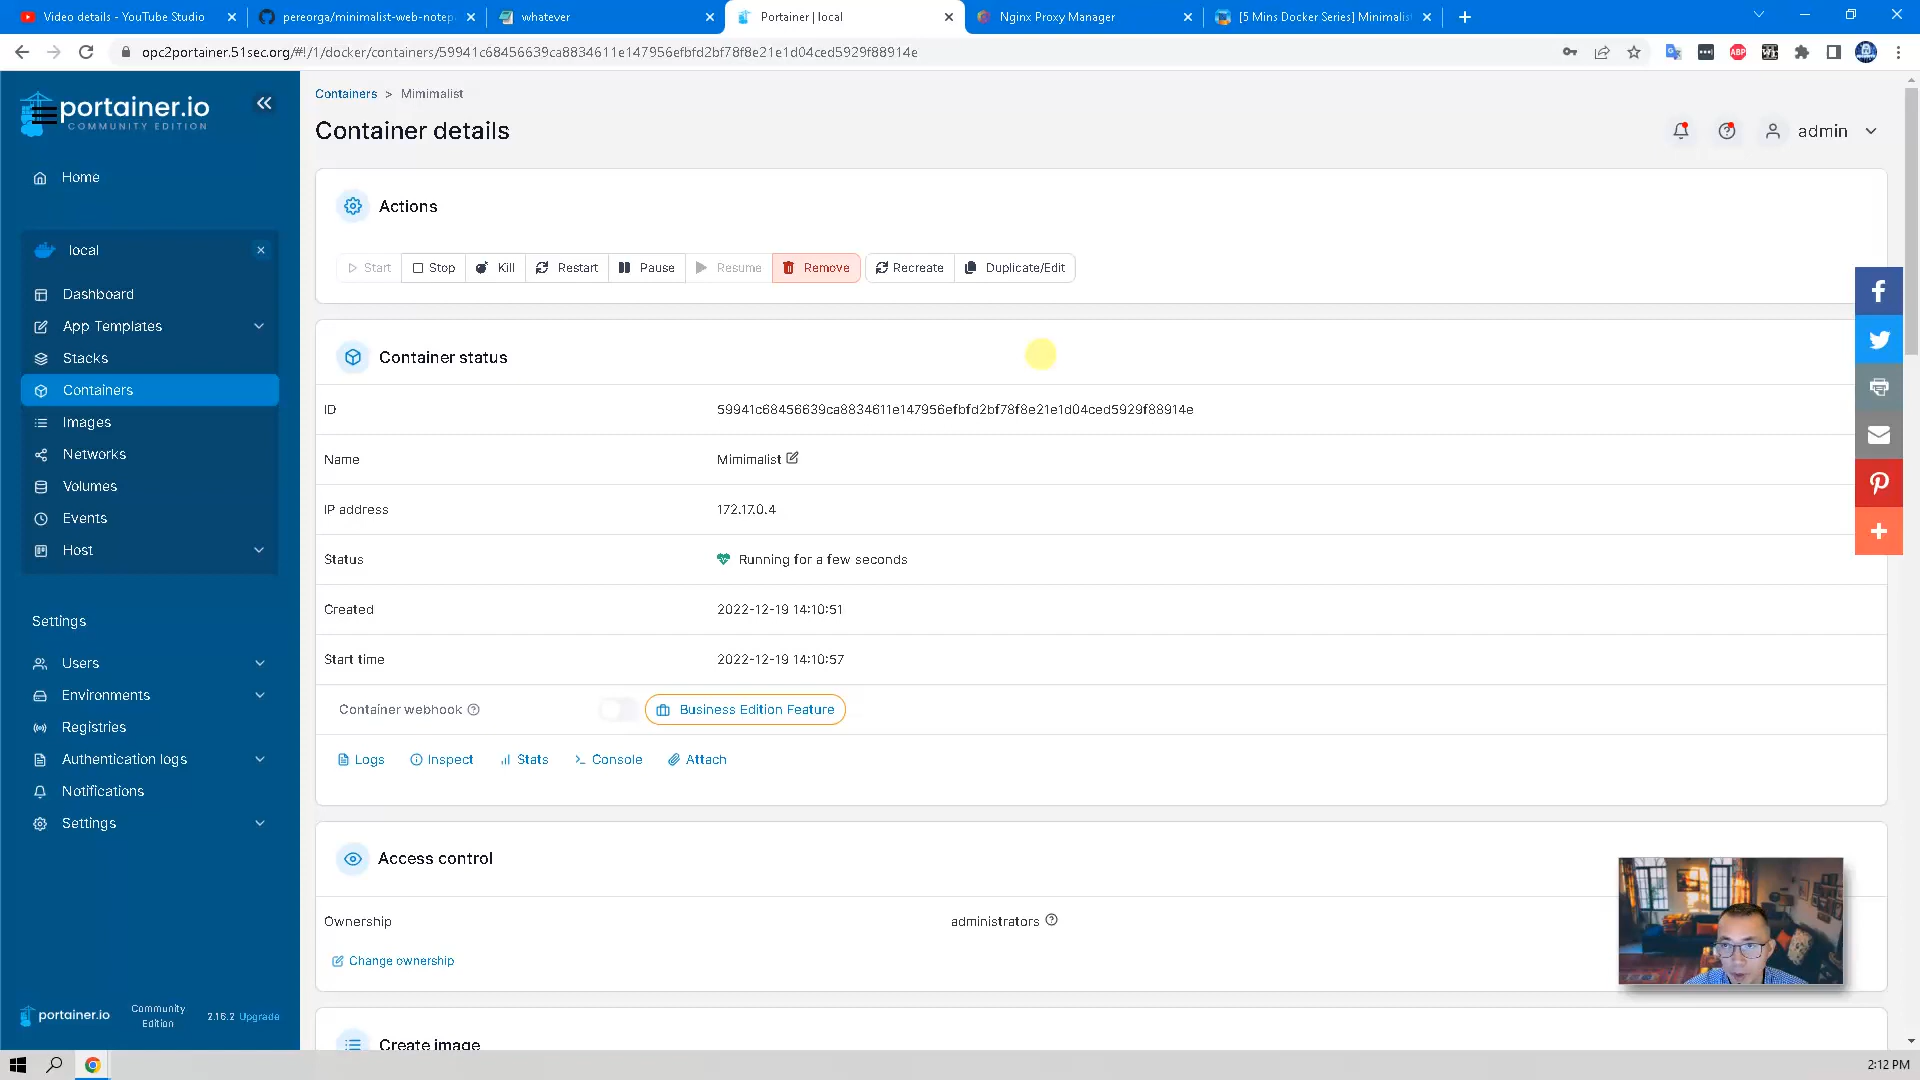 Video details - YouTube Studio
pereorga/minimalist-web-notep
whatever
Portainer | local
Nginx Proxy Manager
[5 Mins Docker Series] Minimalis
opc2portainer.51sec.org/#!/1/docker/containers/59941c68456639ca8834611e147956efbfd2bf78f8e21e1d04ced5929f88914e
ABP
portainer.io
COMMUNITY EDITION
Home
local
Dashboard
App Templates
Stacks
Containers
Images
Networks
Volumes
Events
Host
Settings
Users
Environments
Registries
Authentication logs
Notifications
Settings
portainer.io
Community
Edition
2.16.2 Upgrade
Containers > Mimimalist
Container details
admin
Actions
Start
Stop
Kill
Restart
Pause
Resume
Remove
Recreate
Duplicate/Edit
Container status
ID 59941c68456639ca8834611e147956efbfd2bf78f8e21e1d04ced5929f88914e
Name Mimimalist
IP address 172.17.0.4
Status Running for a few seconds
Created 2022-12-19 14:10:51
Start time 2022-12-19 14:10:57
Container webhook Business Edition Feature
Logs Inspect Stats Console Attach
Access control
Ownership administrators
Change ownership
Create image
2:12 PM